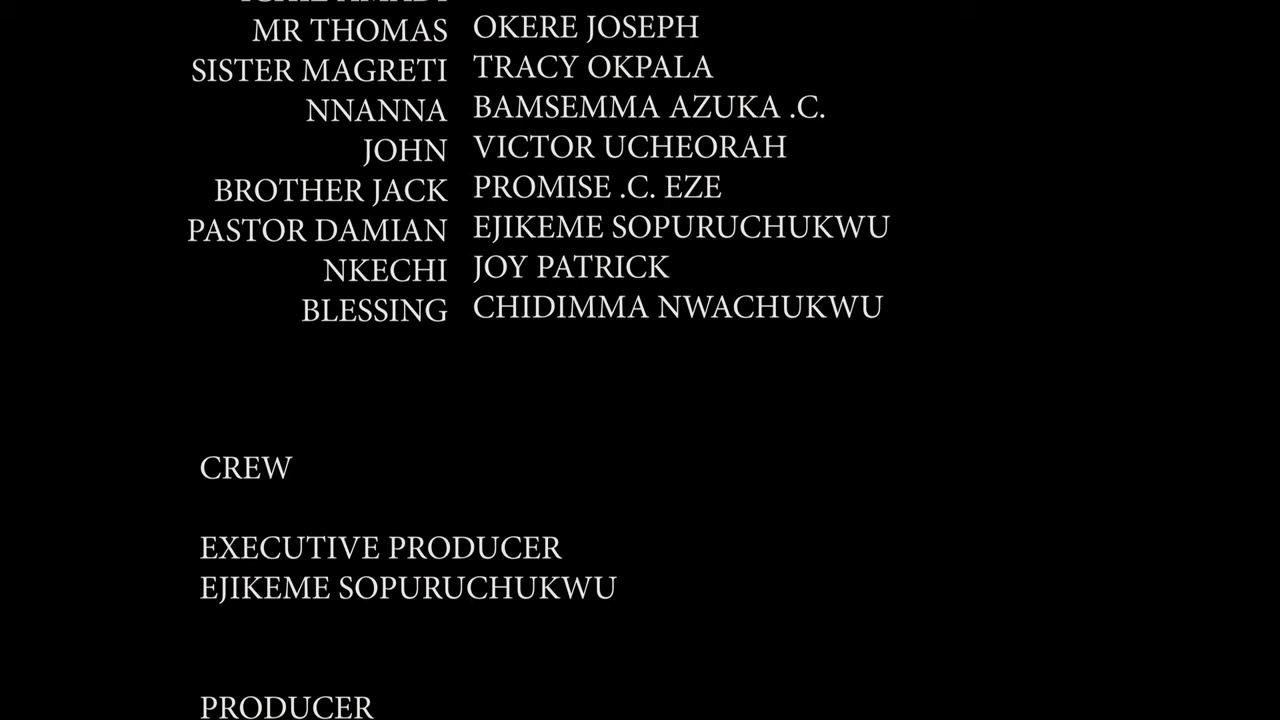 MR THOMAS OKERE JOSEPH
SISTER MAGRETI TRACY OKPALA
NNANNA BAMSEMMA AZUKA .C.
JOHN VICTOR UCHEORAH
BROTHER JACK PROMISE .C. EZE
PASTOR DAMIAN EJIKEME SOPURUCHUKWU
NKECHI JOY PATRICK
BLESSING CHIDIMMA NWACHUKWU
CREW
EXECUTIVE PRODUCER
EJIKEME SOPURUCHUKWU
PRODUCER